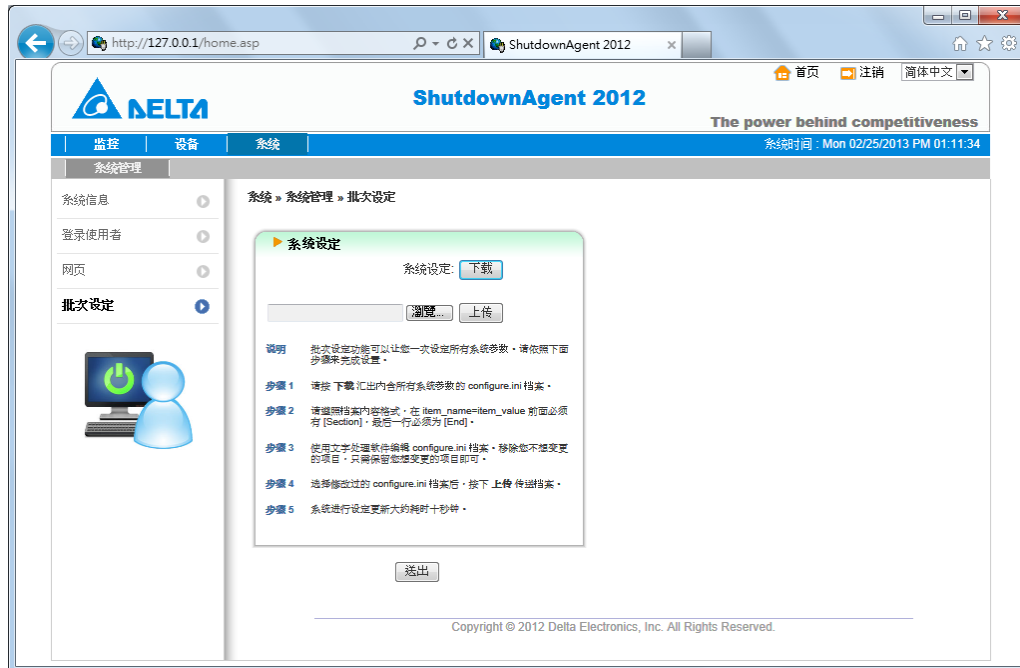 http://127.0.0.1/home.asp
ShutdownAgent 2012
首页 注销 简体中文
DELTA
ShutdownAgent 2012
The power behind competitiveness
监控 设备 系统
系统时间 : Mon 02/25/2013 PM 01:11:34
系统管理
系统信息
登录使用者
网页
批次设定
系统 » 系统管理 » 批次设定
系统设定
系统设定: 下载
瀏覽... 上传
说明 批次设定功能可以让您一次设定所有系统参数。请依照下面
步骤来完成设置。
步骤 1 请按 下载 汇出内含所有系统参数的 configure.ini 档案。
步骤 2 请遵照档案内容格式，在 item_name=item_value 前面必须
有 [Section]，最后一行必须为 [End]。
步骤 3 使用文字处理软件编辑 configure.ini 档案。移除您不想变更
的项目，只需保留您想变更的项目即可。
步骤 4 选择修改过的 configure.ini 档案后，按下 上传 传送档案。
步骤 5 系统进行设定更新大约耗时十秒钟。
送出
Copyright © 2012 Delta Electronics, Inc. All Rights Reserved.